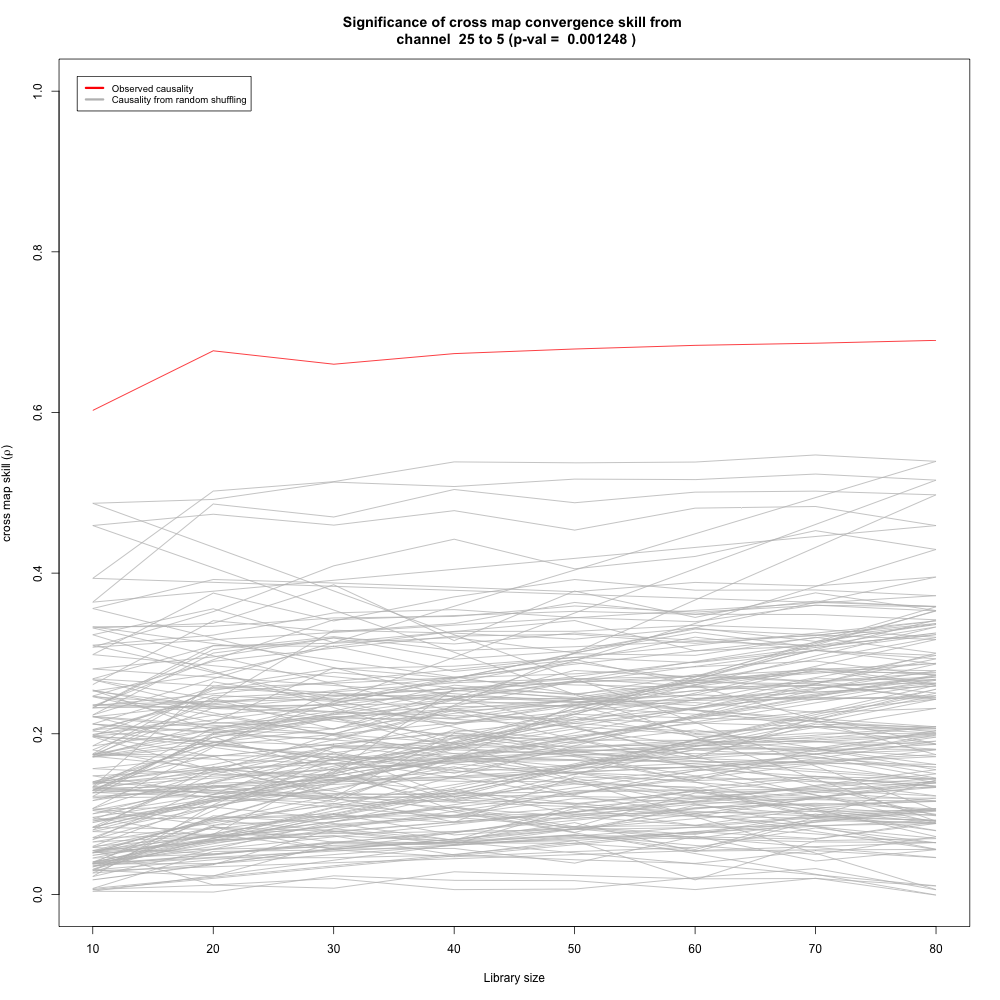 Significance of cross map convergence skill from
channel  25 to 5 (p-val =  0.001248 )
Observed causality
Causality from random shuffling
1.0
0.8
0.6
0.4
0.2
0.0
cross map skill (ρ)
10 20 30 40 50 60 70 80
Library size